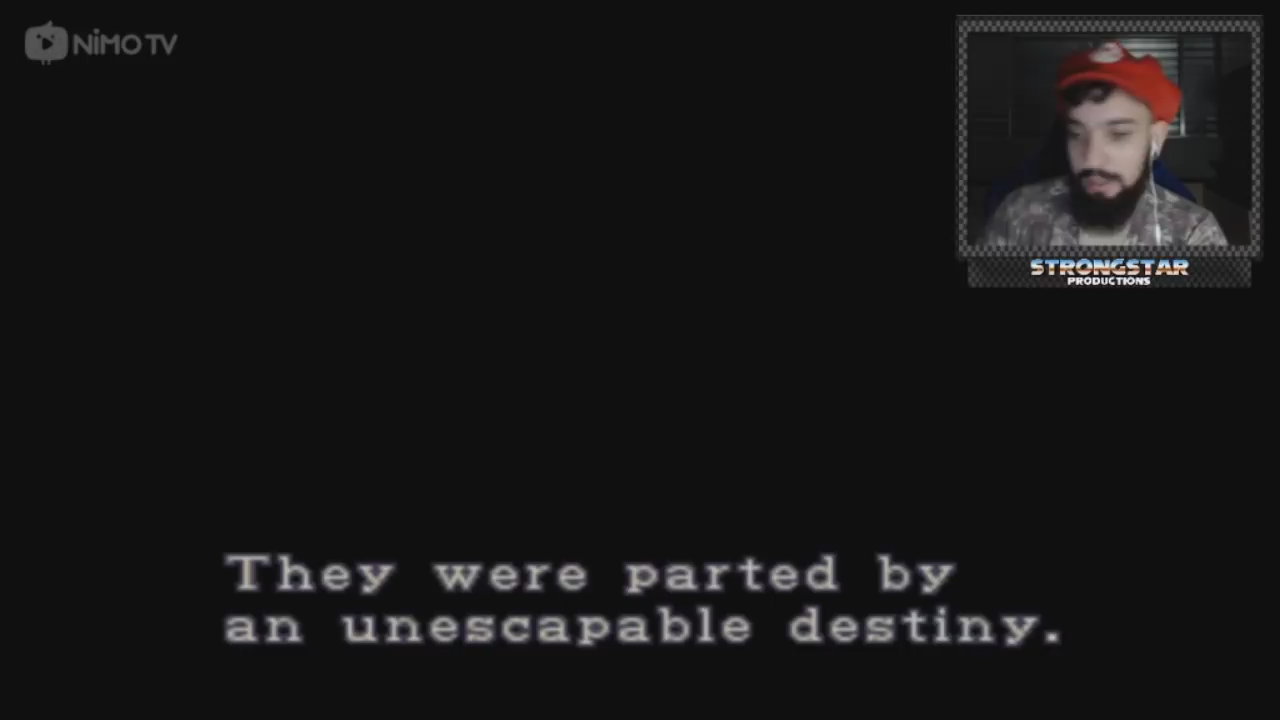 NiMO TV
STRONGSTAR
PRODUCTIONS
They were parted by
an unescapable destiny.